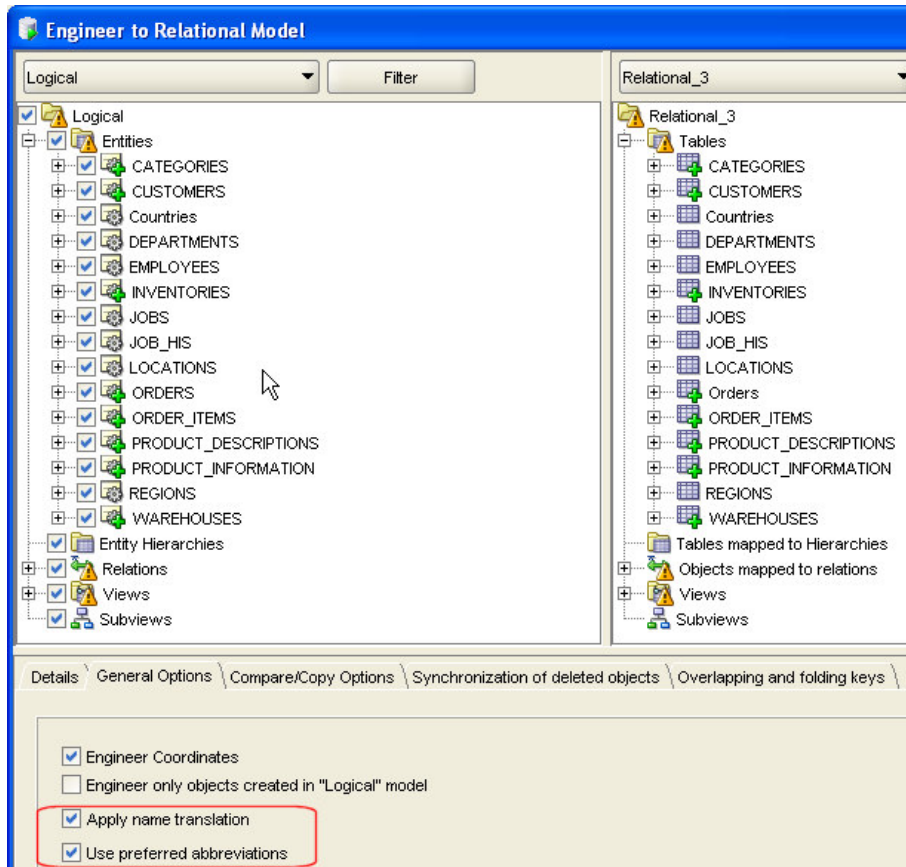 Engineer to Relational Model
Logical
Filter
Logical
Entities
CATEGORIES
CUSTOMERS
Countries
DEPARTMENTS
EMPLOYEES
INVENTORIES
JOBS
JOB_HIS
LOCATIONS
ORDERS
ORDER_ITEMS
PRODUCT_DESCRIPTIONS
PRODUCT_INFORMATION
REGIONS
WAREHOUSES
Entity Hierarchies
Relations
Views
Subviews
Relational_3
Relational_3
Tables
CATEGORIES
CUSTOMERS
Countries
DEPARTMENTS
EMPLOYEES
INVENTORIES
JOBS
JOB_HIS
LOCATIONS
Orders
ORDER_ITEMS
PRODUCT_DESCRIPTIONS
PRODUCT_INFORMATION
REGIONS
WAREHOUSES
Tables mapped to Hierarchies
Objects mapped to relations
Views
Subviews
Details General Options Compare/Copy Options Synchronization of deleted objects Overlapping and folding keys
Engineer Coordinates
Engineer only objects created in "Logical" model
Apply name translation
Use preferred abbreviations